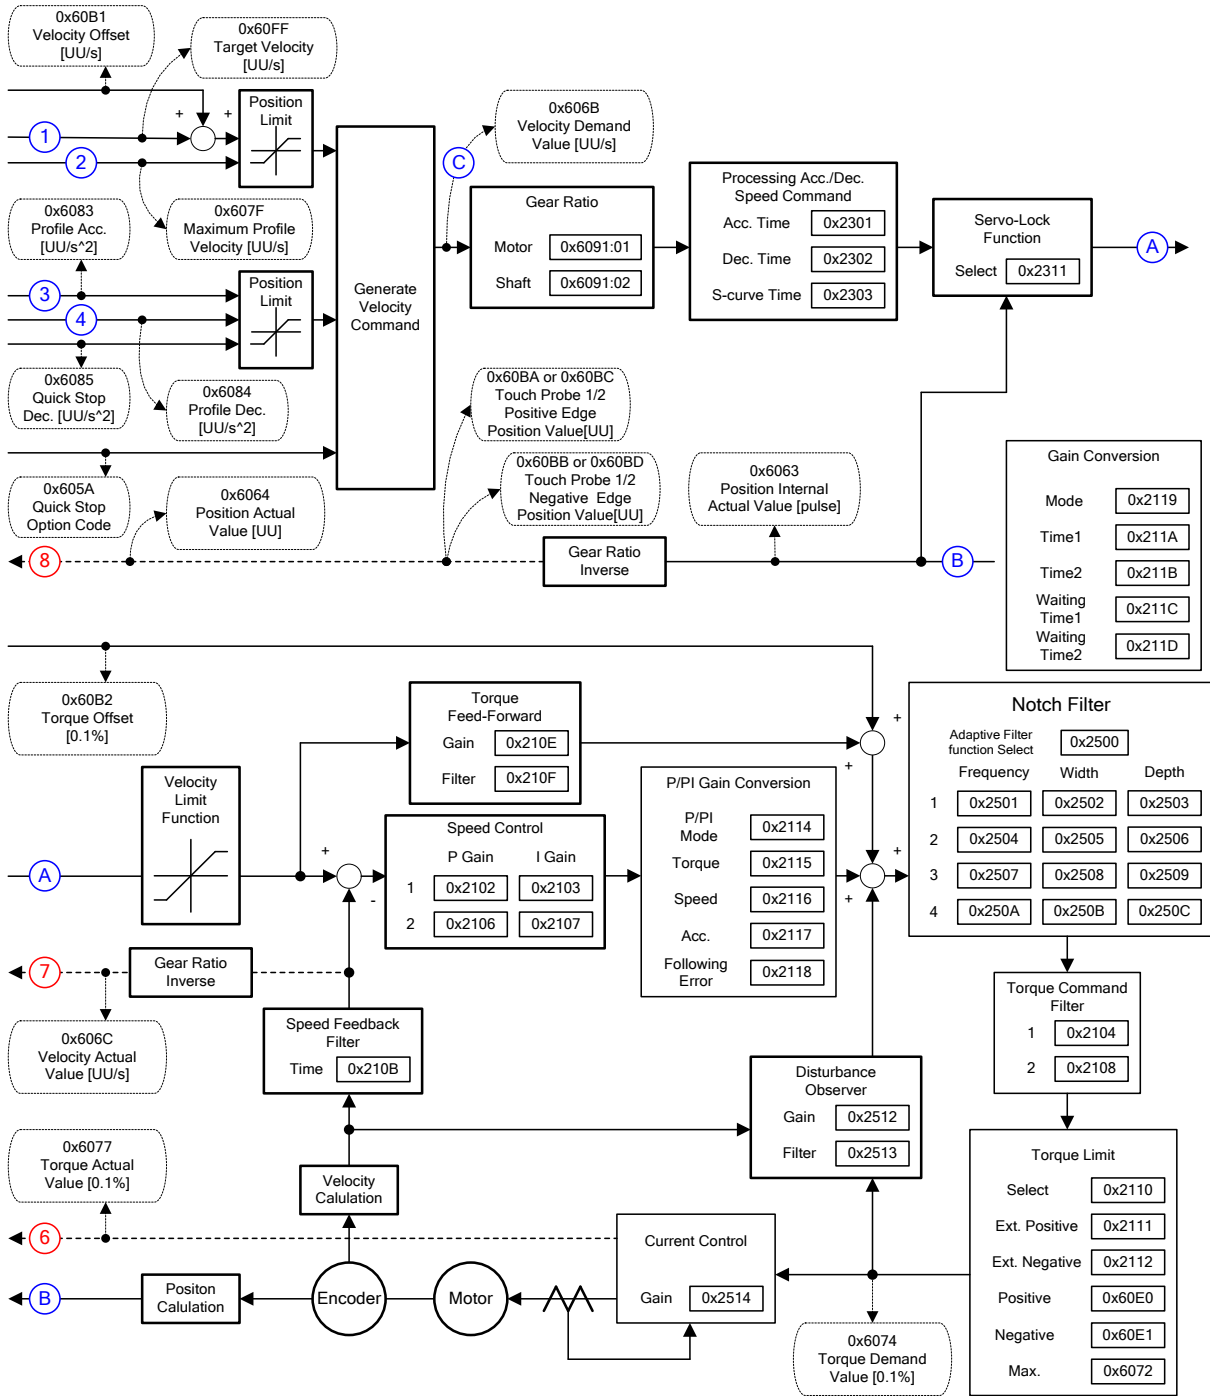 0x60B1
Velocity Offset
[UU/s]
0x60FF
Target Velocity
[UU/s]
+
+
1
2
Position
Limit
0x606B
Velocity Demand
Value [UU/s]
C
0x6083
Profile Acc.
[UU/s^2]
0x607F
Maximum Profile
Velocity [UU/s]
3
4
Position
Limit
Generate
Velocity
Command
Gear Ratio
Motor
0x6091:01
Shaft
0x6091:02
Processing Acc./Dec.
Speed Command
Acc. Time
0x2301
Dec. Time
0x2302
S-curve Time
0x2303
Servo-Lock
Function
Select
0x2311
A
0x6085
Quick Stop
Dec. [UU/s^2]
0x6084
Profile Dec.
[UU/s^2]
0x60BA or 0x60BC
Touch Probe 1/2
Positive Edge
Position Value[UU]
0x60BB or 0x60BD
Touch Probe 1/2
Negative  Edge
Position Value[UU]
0x6063
Position Internal
Actual Value [pulse]
0x605A
Quick Stop
Option Code
0x6064
Position Actual
Value [UU]
8
Gear Ratio
Inverse
B
Gain Conversion
Mode
0x2119
Time1
0x211A
Time2
0x211B
Waiting
Time1
0x211C
Waiting
Time2
0x211D
0x60B2
Torque Offset
[0.1%]
Torque
Feed-Forward
Gain
0x210E
Filter
0x210F
+
+
Notch Filter
Adaptive Filter
function Select
0x2500
Frequency
Width
Depth
1
0x2501
0x2502
0x2503
2
0x2504
0x2505
0x2506
3
0x2507
0x2508
0x2509
4
0x250A
0x250B
0x250C
A
Velocity
Limit
Function
+
-
Speed Control
P Gain
I Gain
1
0x2102
0x2103
2
0x2106
0x2107
P/PI Gain Conversion
P/PI
Mode
0x2114
Torque
0x2115
Speed
0x2116
Acc.
0x2117
Following
Error
0x2118
+
+
7
Gear Ratio
Inverse
0x606C
Velocity Actual
Value [UU/s]
Speed Feedback
Filter
Time
0x210B
Torque Command
Filter
1
0x2104
2
0x2108
Disturbance
Observer
Gain
0x2512
Filter
0x2513
0x6077
Torque Actual
Value [0.1%]
Velocity
Calulation
6
Current Control
Gain
0x2514
Torque Limit
Select
0x2110
Ext. Positive
0x2111
Ext. Negative
0x2112
Positive
0x60E0
Negative
0x60E1
Max.
0x6072
B
Positon
Calulation
Encoder
Motor
0x6074
Torque Demand
Value [0.1%]